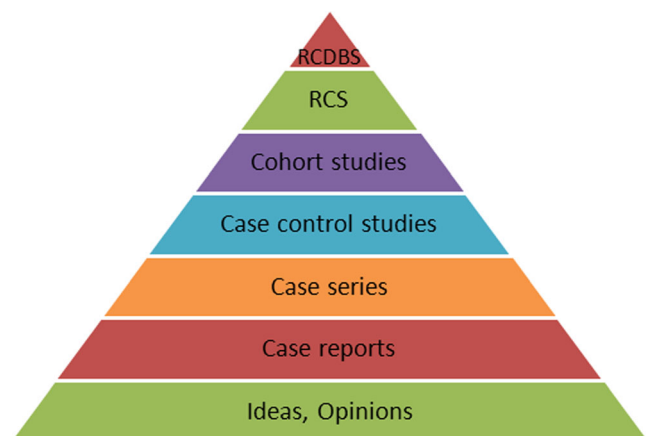 RCDBS
RCS
Cohort studies
Case control studies
Case series
Case reports
Ideas, Opinions